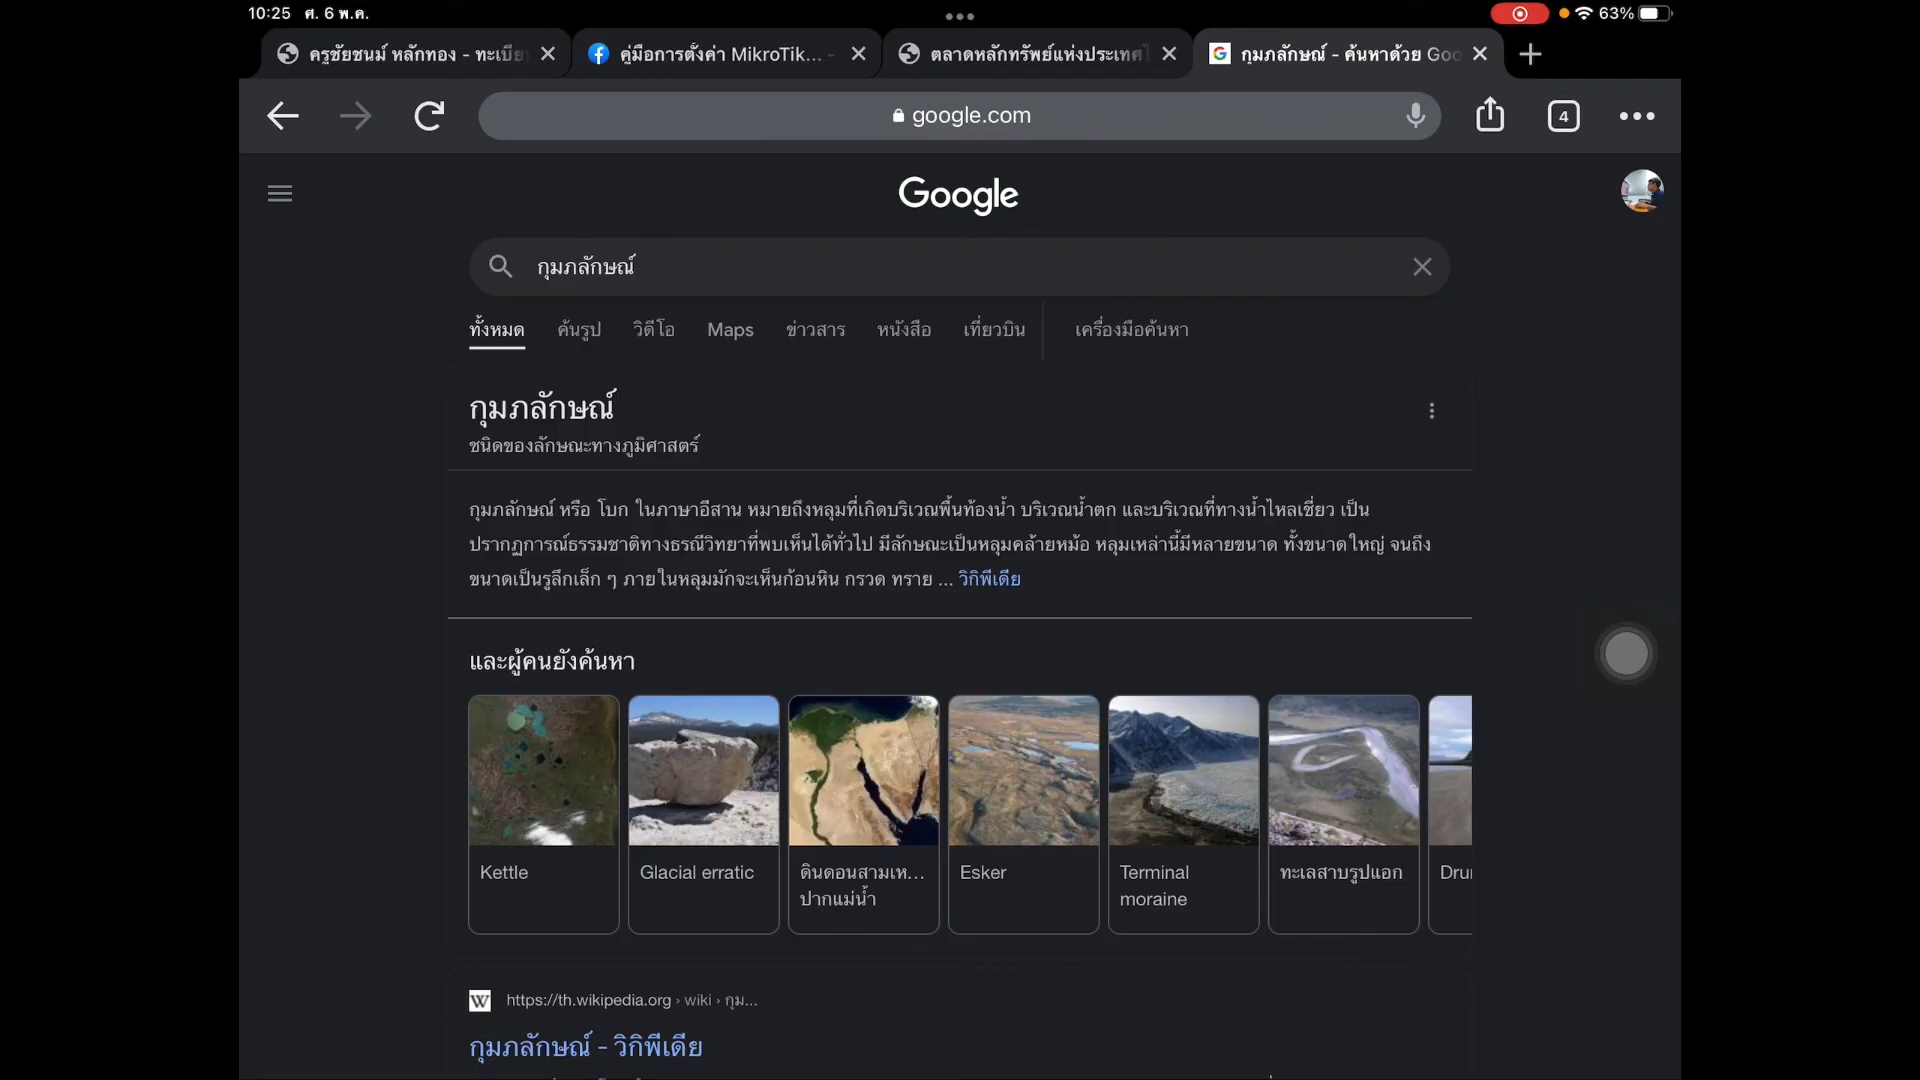 10:25 ศ. 6 พ.ค.
63%
ครูชัยชนม์ หลักทอง - ทะเบีย
คู่มือการตั้งค่า MikroTik... -
ตลาดหลักทรัพย์แห่งประเทศ
กุมภลักษณ์ - ค้นหาด้วย Goo
google.com
4
Google
กุมภลักษณ์
ทั้งหมด ค้นรูป วิดีโอ Maps ข่าวสาร หนังสือ เที่ยวบิน เครื่องมือค้นหา
กุมภลักษณ์
ชนิดของลักษณะทางภูมิศาสตร์
กุมภลักษณ์ หรือ โบก ในภาษาอีสาน หมายถึงหลุมที่เกิดบริเวณพื้นท้องน้ำ บริเวณน้ำตก และบริเวณที่ทางน้ำไหลเชี่ยว เป็น
ปรากฏการณ์ธรรมชาติทางธรณีวิทยาที่พบเห็นได้ทั่วไป มีลักษณะเป็นหลุมคล้ายหม้อ หลุมเหล่านี้มีหลายขนาด ทั้งขนาดใหญ่ จนถึง
ขนาดเป็นรูลึกเล็ก ๆ ภายในหลุมมักจะเห็นก้อนหิน กรวด ทราย ... วิกิพีเดีย
และผู้คนยังค้นหา
Kettle
Glacial erratic
ดินดอนสามเห...
ปากแม่น้ำ
Esker
Terminal
moraine
ทะเลสาบรูปแอก
Dru
W
https://th.wikipedia.org › wiki › กุม...
กุมภลักษณ์ - วิกิพีเดีย